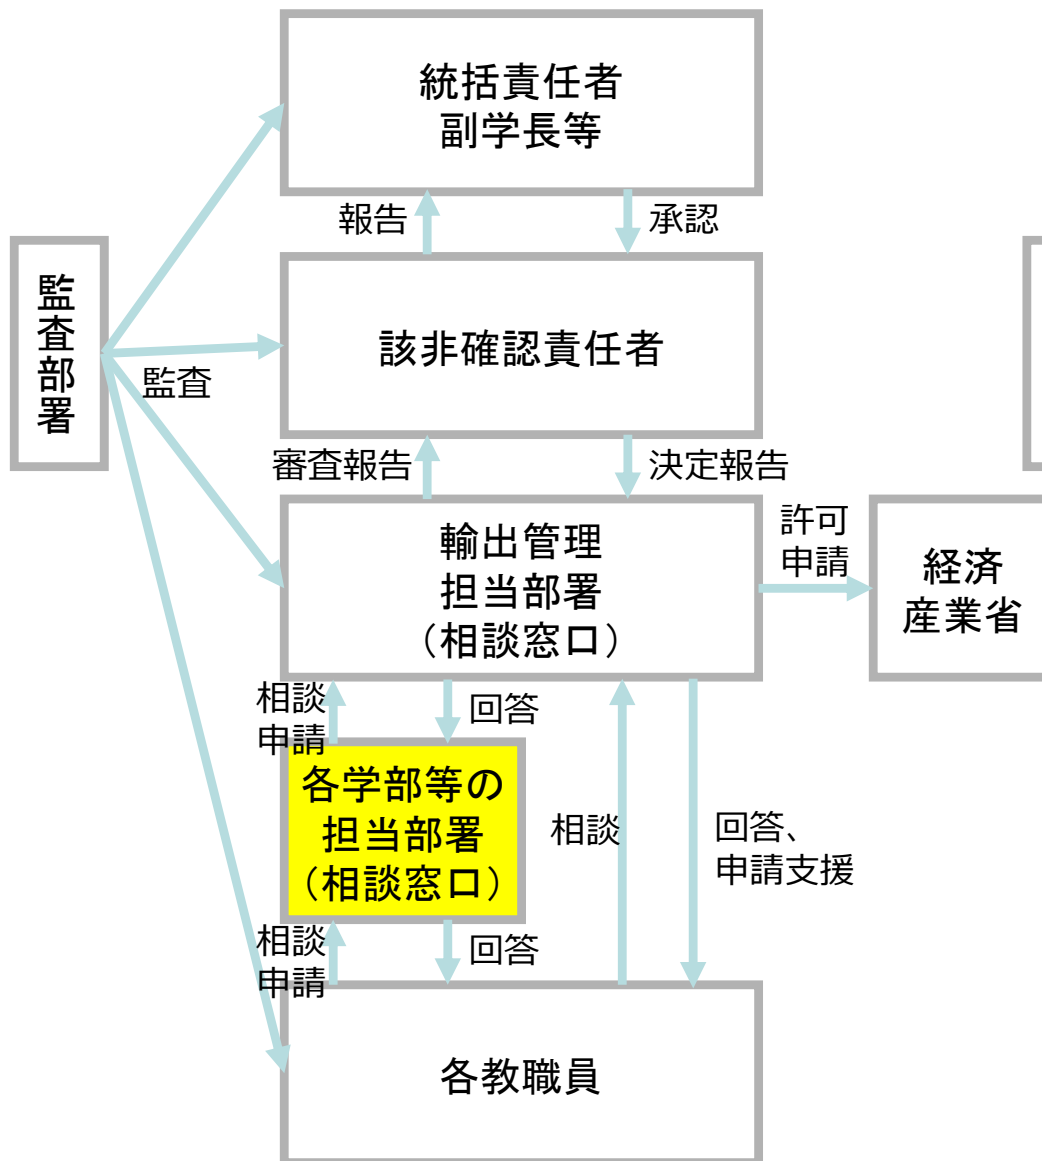 統括責任者
副学長等
報告
承認
監査部署
該非確認責任者
監査
審査報告
決定報告
輸出管理
担当部署
（相談窓口）
許可
申請
経済
産業省
相談
申請
回答
各学部等の
担当部署
（相談窓口）
相談
回答、
申請支援
相談
申請
回答
各教職員